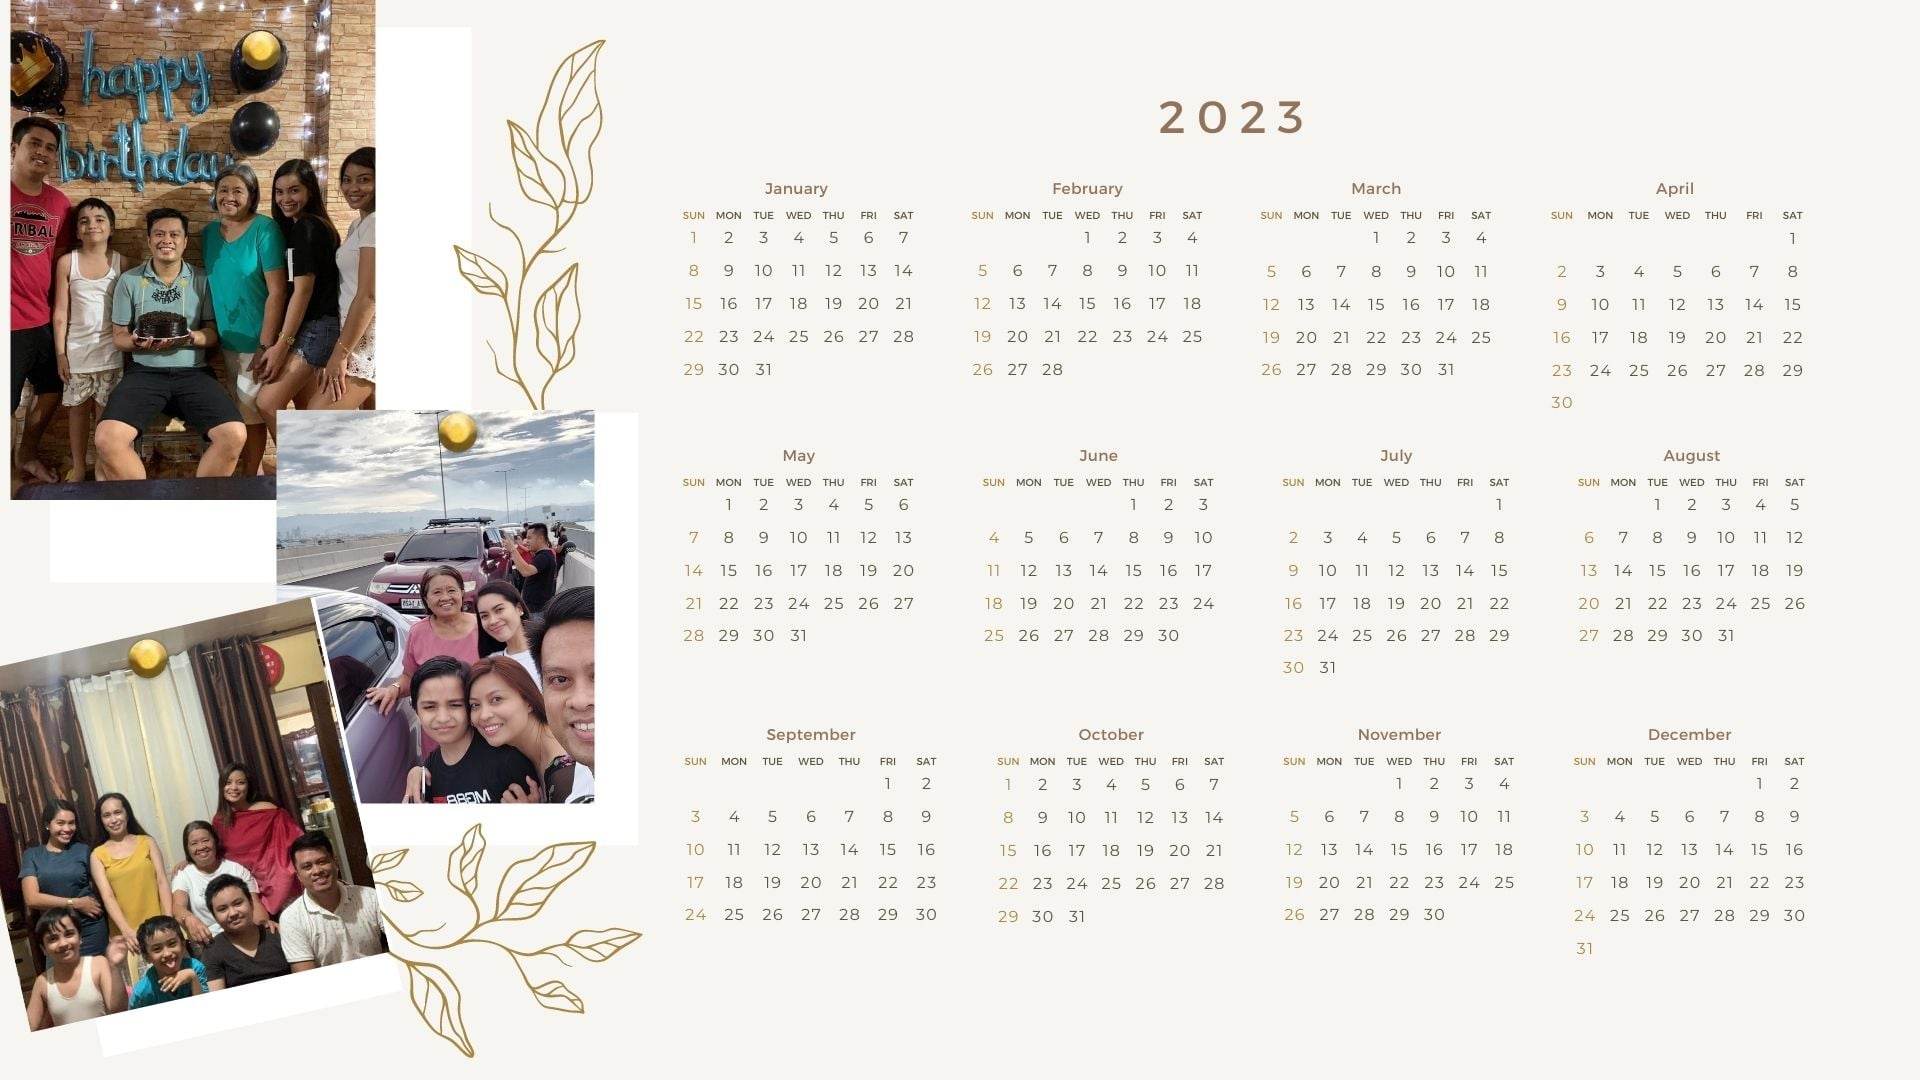 happy
birthday
TRIBAL
2023
January
SUN MON TUE WED THU FRI SAT
1 2 3 4 5 6 7
8 9 10 11 12 13 14
15 16 17 18 19 20 21
22 23 24 25 26 27 28
29 30 31
February
SUN MON TUE WED THU FRI SAT
1 2 3 4
5 6 7 8 9 10 11
12 13 14 15 16 17 18
19 20 21 22 23 24 25
26 27 28
March
SUN MON TUE WED THU FRI SAT
1 2 3 4
5 6 7 8 9 10 11
12 13 14 15 16 17 18
19 20 21 22 23 24 25
26 27 28 29 30 31
April
SUN MON TUE WED THU FRI SAT
1
2 3 4 5 6 7 8
9 10 11 12 13 14 15
16 17 18 19 20 21 22
23 24 25 26 27 28 29
30
May
SUN MON TUE WED THU FRI SAT
1 2 3 4 5 6
7 8 9 10 11 12 13
14 15 16 17 18 19 20
21 22 23 24 25 26 27
28 29 30 31
June
SUN MON TUE WED THU FRI SAT
1 2 3
4 5 6 7 8 9 10
11 12 13 14 15 16 17
18 19 20 21 22 23 24
25 26 27 28 29 30
July
SUN MON TUE WED THU FRI SAT
1
2 3 4 5 6 7 8
9 10 11 12 13 14 15
16 17 18 19 20 21 22
23 24 25 26 27 28 29
30 31
August
SUN MON TUE WED THU FRI SAT
1 2 3 4 5
6 7 8 9 10 11 12
13 14 15 16 17 18 19
20 21 22 23 24 25 26
27 28 29 30 31
September
SUN MON TUE WED THU FRI SAT
1 2
3 4 5 6 7 8 9
10 11 12 13 14 15 16
17 18 19 20 21 22 23
24 25 26 27 28 29 30
October
SUN MON TUE WED THU FRI SAT
1 2 3 4 5 6 7
8 9 10 11 12 13 14
15 16 17 18 19 20 21
22 23 24 25 26 27 28
29 30 31
November
SUN MON TUE WED THU FRI SAT
1 2 3 4
5 6 7 8 9 10 11
12 13 14 15 16 17 18
19 20 21 22 23 24 25
26 27 28 29 30
December
SUN MON TUE WED THU FRI SAT
1 2
3 4 5 6 7 8 9
10 11 12 13 14 15 16
17 18 19 20 21 22 23
24 25 26 27 28 29 30
31